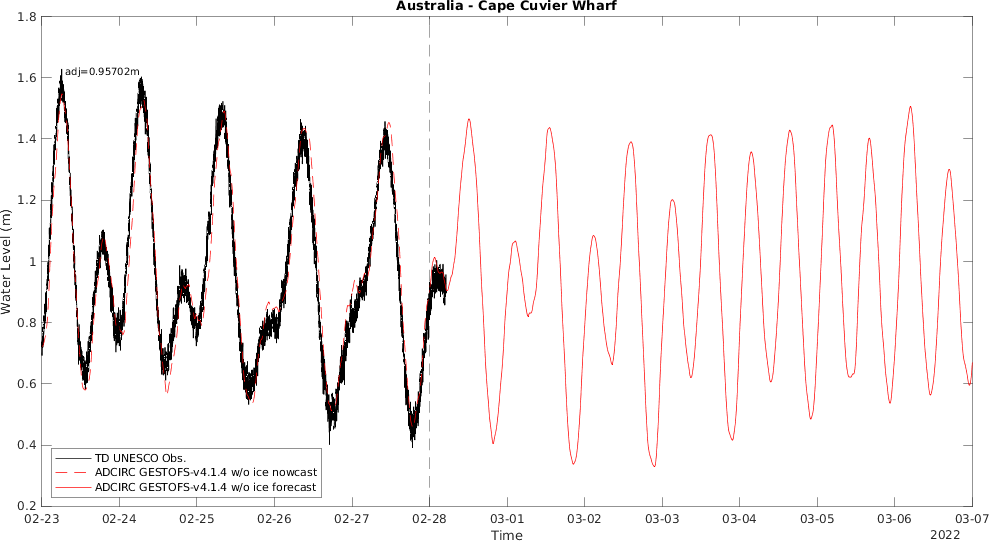 Australia - Cape Cuvier Wharf
1.8
1.6
1.4
1.2
1
0.8
0.6
0.4
0.2
Water Level (m)
adj=0.95702m
TD UNESCO Obs.
ADCIRC GESTOFS-v4.1.4 w/o ice nowcast
ADCIRC GESTOFS-v4.1.4 w/o ice forecast
02-23 02-24 02-25 02-26 02-27 02-28 03-01 03-02 03-03 03-04 03-05 03-06 03-07
Time
2022